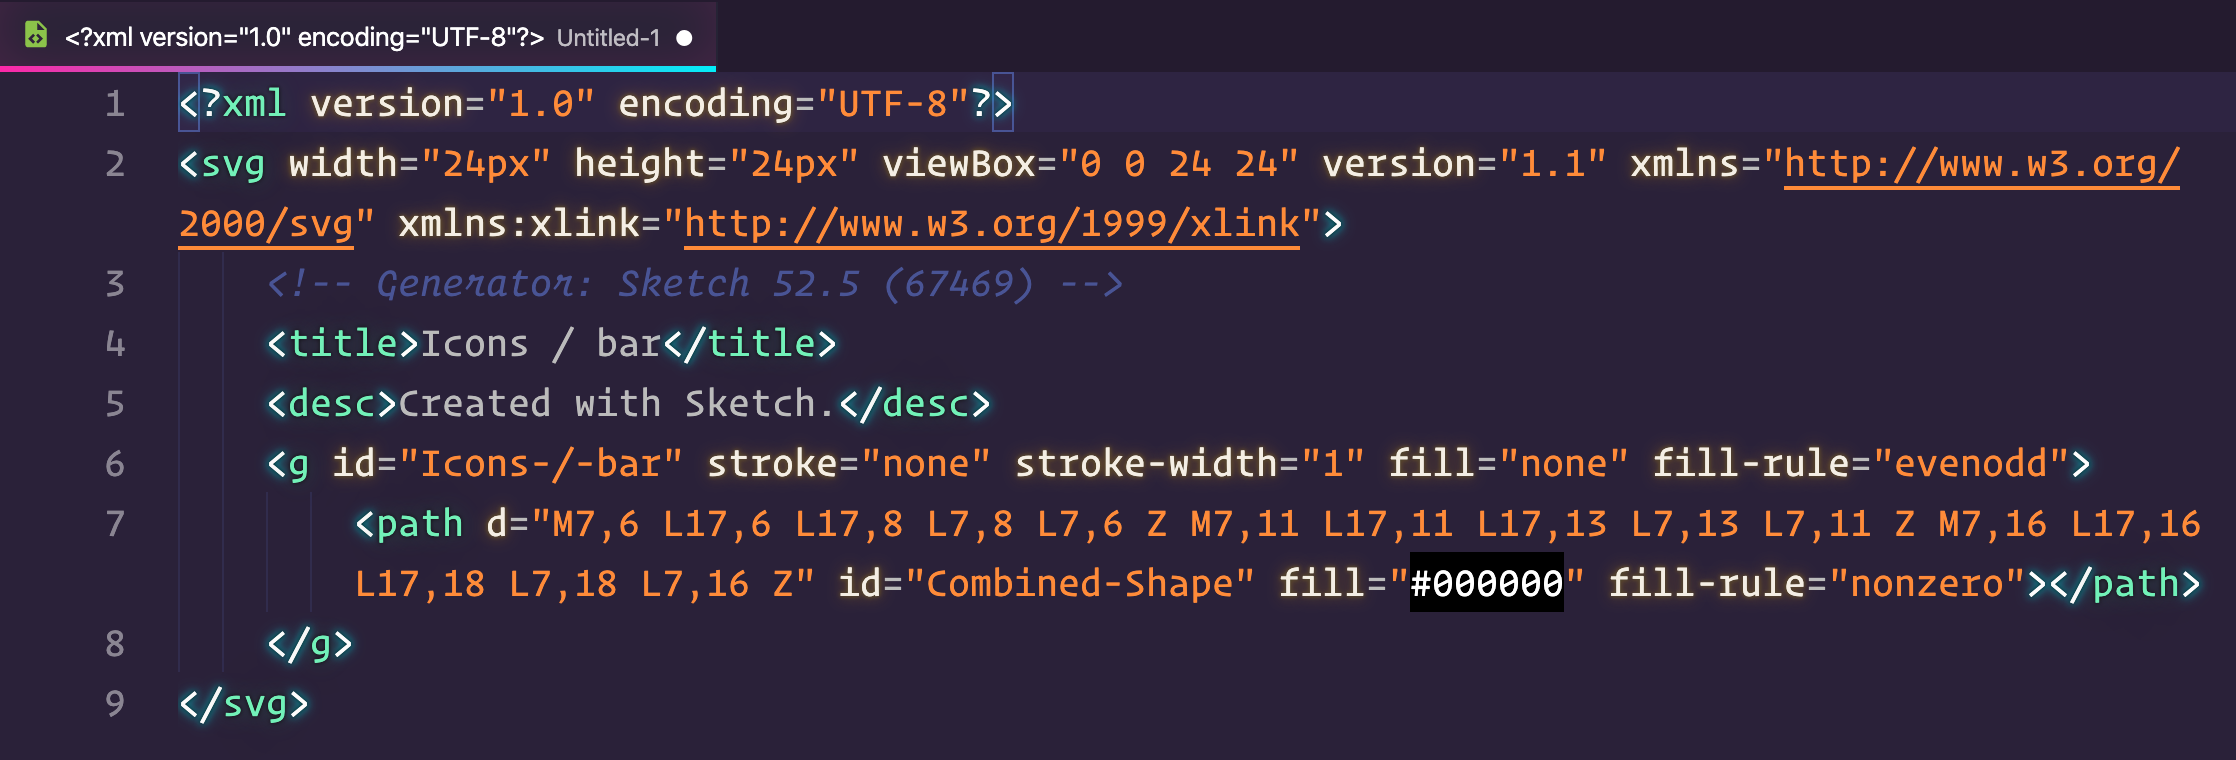 <?xml version="1.0" encoding="UTF-8"?> Untitled-1
1 <?xml version="1.0" encoding="UTF-8"?>
2 <svg width="24px" height="24px" viewBox="0 0 24 24" version="1.1" xmlns="http://www.w3.org/
2000/svg" xmlns:xlink="http://www.w3.org/1999/xlink">
3 <!-- Generator: Sketch 52.5 (67469) -->
4 <title>Icons / bar</title>
5 <desc>Created with Sketch.</desc>
6 <g id="Icons-/-bar" stroke="none" stroke-width="1" fill="none" fill-rule="evenodd">
7 <path d="M7,6 L17,6 L17,8 L7,8 L7,6 Z M7,11 L17,11 L17,13 L7,13 L7,11 Z M7,16 L17,16
L17,18 L7,18 L7,16 Z" id="Combined-Shape" fill="#000000" fill-rule="nonzero"></path>
8 </g>
9 </svg>